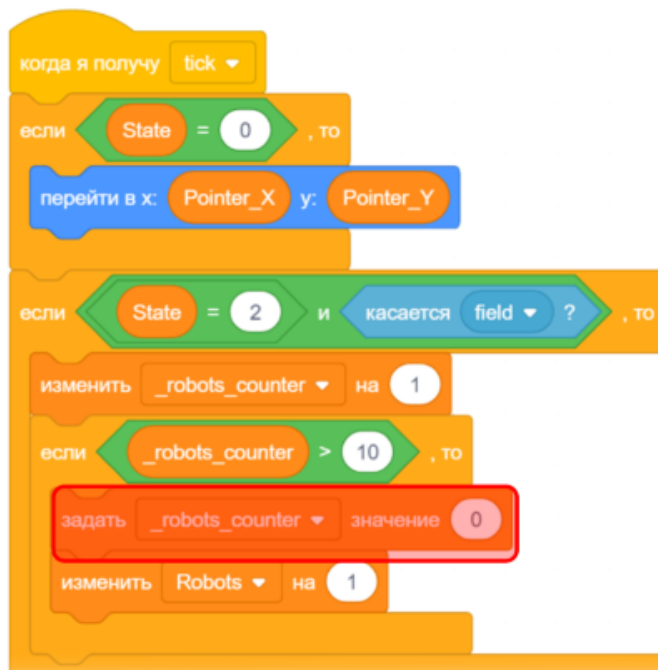 когда я получу tick
если State = 0 , то
перейти в x: Pointer_X y: Pointer_Y
если State = 2 и касается field ? , то
изменить _robots_counter на 1
если _robots_counter > 10 , то
задать _robots_counter значение 0
изменить Robots на 1